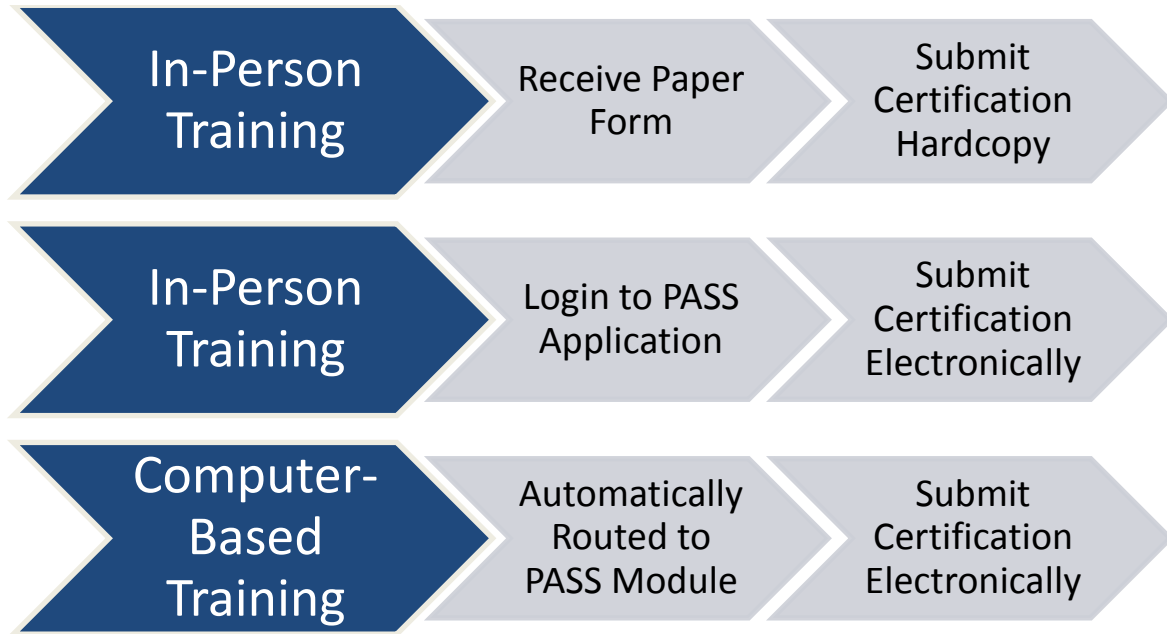 In-Person
Training
Receive Paper
Form
Submit
Certification
Hardcopy
In-Person
Training
Login to PASS
Application
Submit
Certification
Electronically
Computer-
Based
Training
Automatically
Routed to
PASS Module
Submit
Certification
Electronically